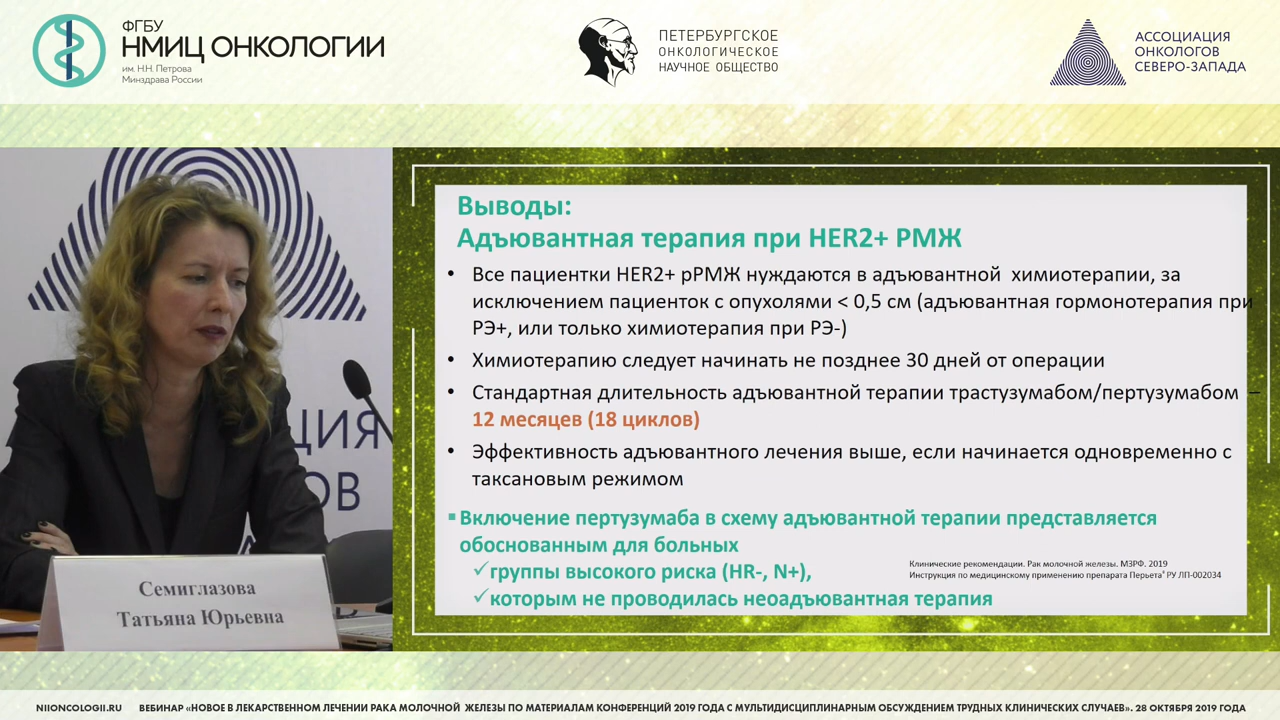 ФГБУ
НМИЦ ОНКОЛОГИИ
им. Н.Н. Петрова
Минздрава России
ПЕТЕРБУРГСКОЕ
ОНКОЛОГИЧЕСКОЕ
НАУЧНОЕ ОБЩЕСТВО
АССОЦИАЦИЯ
ОНКОЛОГОВ
СЕВЕРО-ЗАПАДА
ЦИЯ
ОВ
Семиглазова
Татьяна Юрьевна
Выводы:
Адъювантная терапия при HER2+ РМЖ
• Все пациентки HER2+ рРМЖ нуждаются в адъювантной химиотерапии, за
исключением пациенток с опухолями < 0,5 см (адъювантная гормонотерапия при
РЭ+, или только химиотерапия при РЭ-)
• Химиотерапию следует начинать не позднее 30 дней от операции
• Стандартная длительность адъювантной терапии трастузумабом/пертузумабом –
12 месяцев (18 циклов)
• Эффективность адъювантного лечения выше, если начинается одновременно с
таксановым режимом
▪ Включение пертузумаба в схему адъювантной терапии представляется
обоснованным для больных
✓группы высокого риска (HR-, N+),
✓которым не проводилась неоадъювантная терапия
Клинические рекомендации. Рак молочной железы. МЗРФ. 2019
Инструкция по медицинскому применению препарата Перьета® РУ ЛП-002034
NIIONCOLOGII.RU ВЕБИНАР «НОВОЕ В ЛЕКАРСТВЕННОМ ЛЕЧЕНИИ РАКА МОЛОЧНОЙ ЖЕЛЕЗЫ ПО МАТЕРИАЛАМ КОНФЕРЕНЦИЙ 2019 ГОДА С МУЛЬТИДИСЦИПЛИНАРНЫМ ОБСУЖДЕНИЕМ ТРУДНЫХ КЛИНИЧЕСКИХ СЛУЧАЕВ». 28 ОКТЯБРЯ 2019 ГОДА